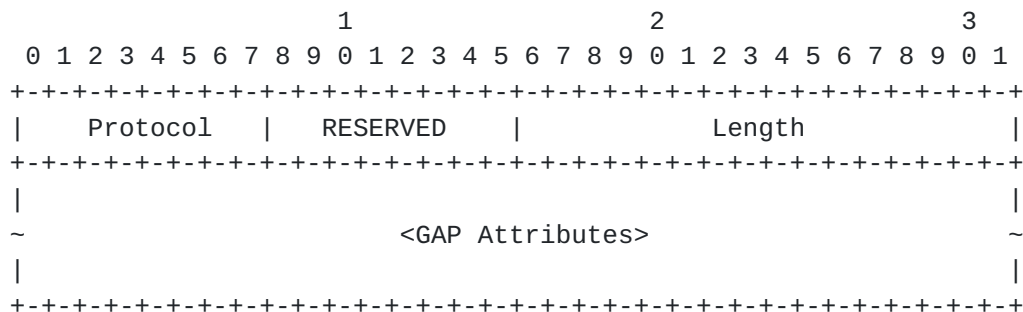 1                   2                   3
 0 1 2 3 4 5 6 7 8 9 0 1 2 3 4 5 6 7 8 9 0 1 2 3 4 5 6 7 8 9 0 1
+-+-+-+-+-+-+-+-+-+-+-+-+-+-+-+-+-+-+-+-+-+-+-+-+-+-+-+-+-+-+-+-+
|    Protocol   |   RESERVED    |            Length             |
+-+-+-+-+-+-+-+-+-+-+-+-+-+-+-+-+-+-+-+-+-+-+-+-+-+-+-+-+-+-+-+-+
|                                                               |
~                        <GAP Attributes>                       ~
|                                                               |
+-+-+-+-+-+-+-+-+-+-+-+-+-+-+-+-+-+-+-+-+-+-+-+-+-+-+-+-+-+-+-+-+